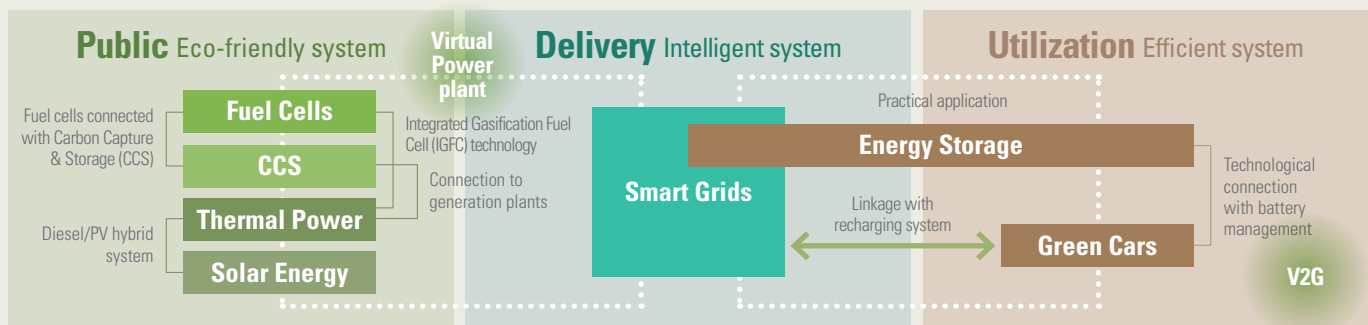 Public Eco-friendly system
Virtual
Power
plant
Delivery Intelligent system
Utilization Efficient system
Fuel cells connected
with Carbon Capture
& Storage (CCS)
Fuel Cells
CCS
Integrated Gasification Fuel
Cell (IGFC) technology
Connection to
generation plants
Diesel/PV hybrid
system
Thermal Power
Solar Energy
Smart Grids
Practical application
Energy Storage
Linkage with
recharging system
Green Cars
Technological
connection
with battery
management
V2G